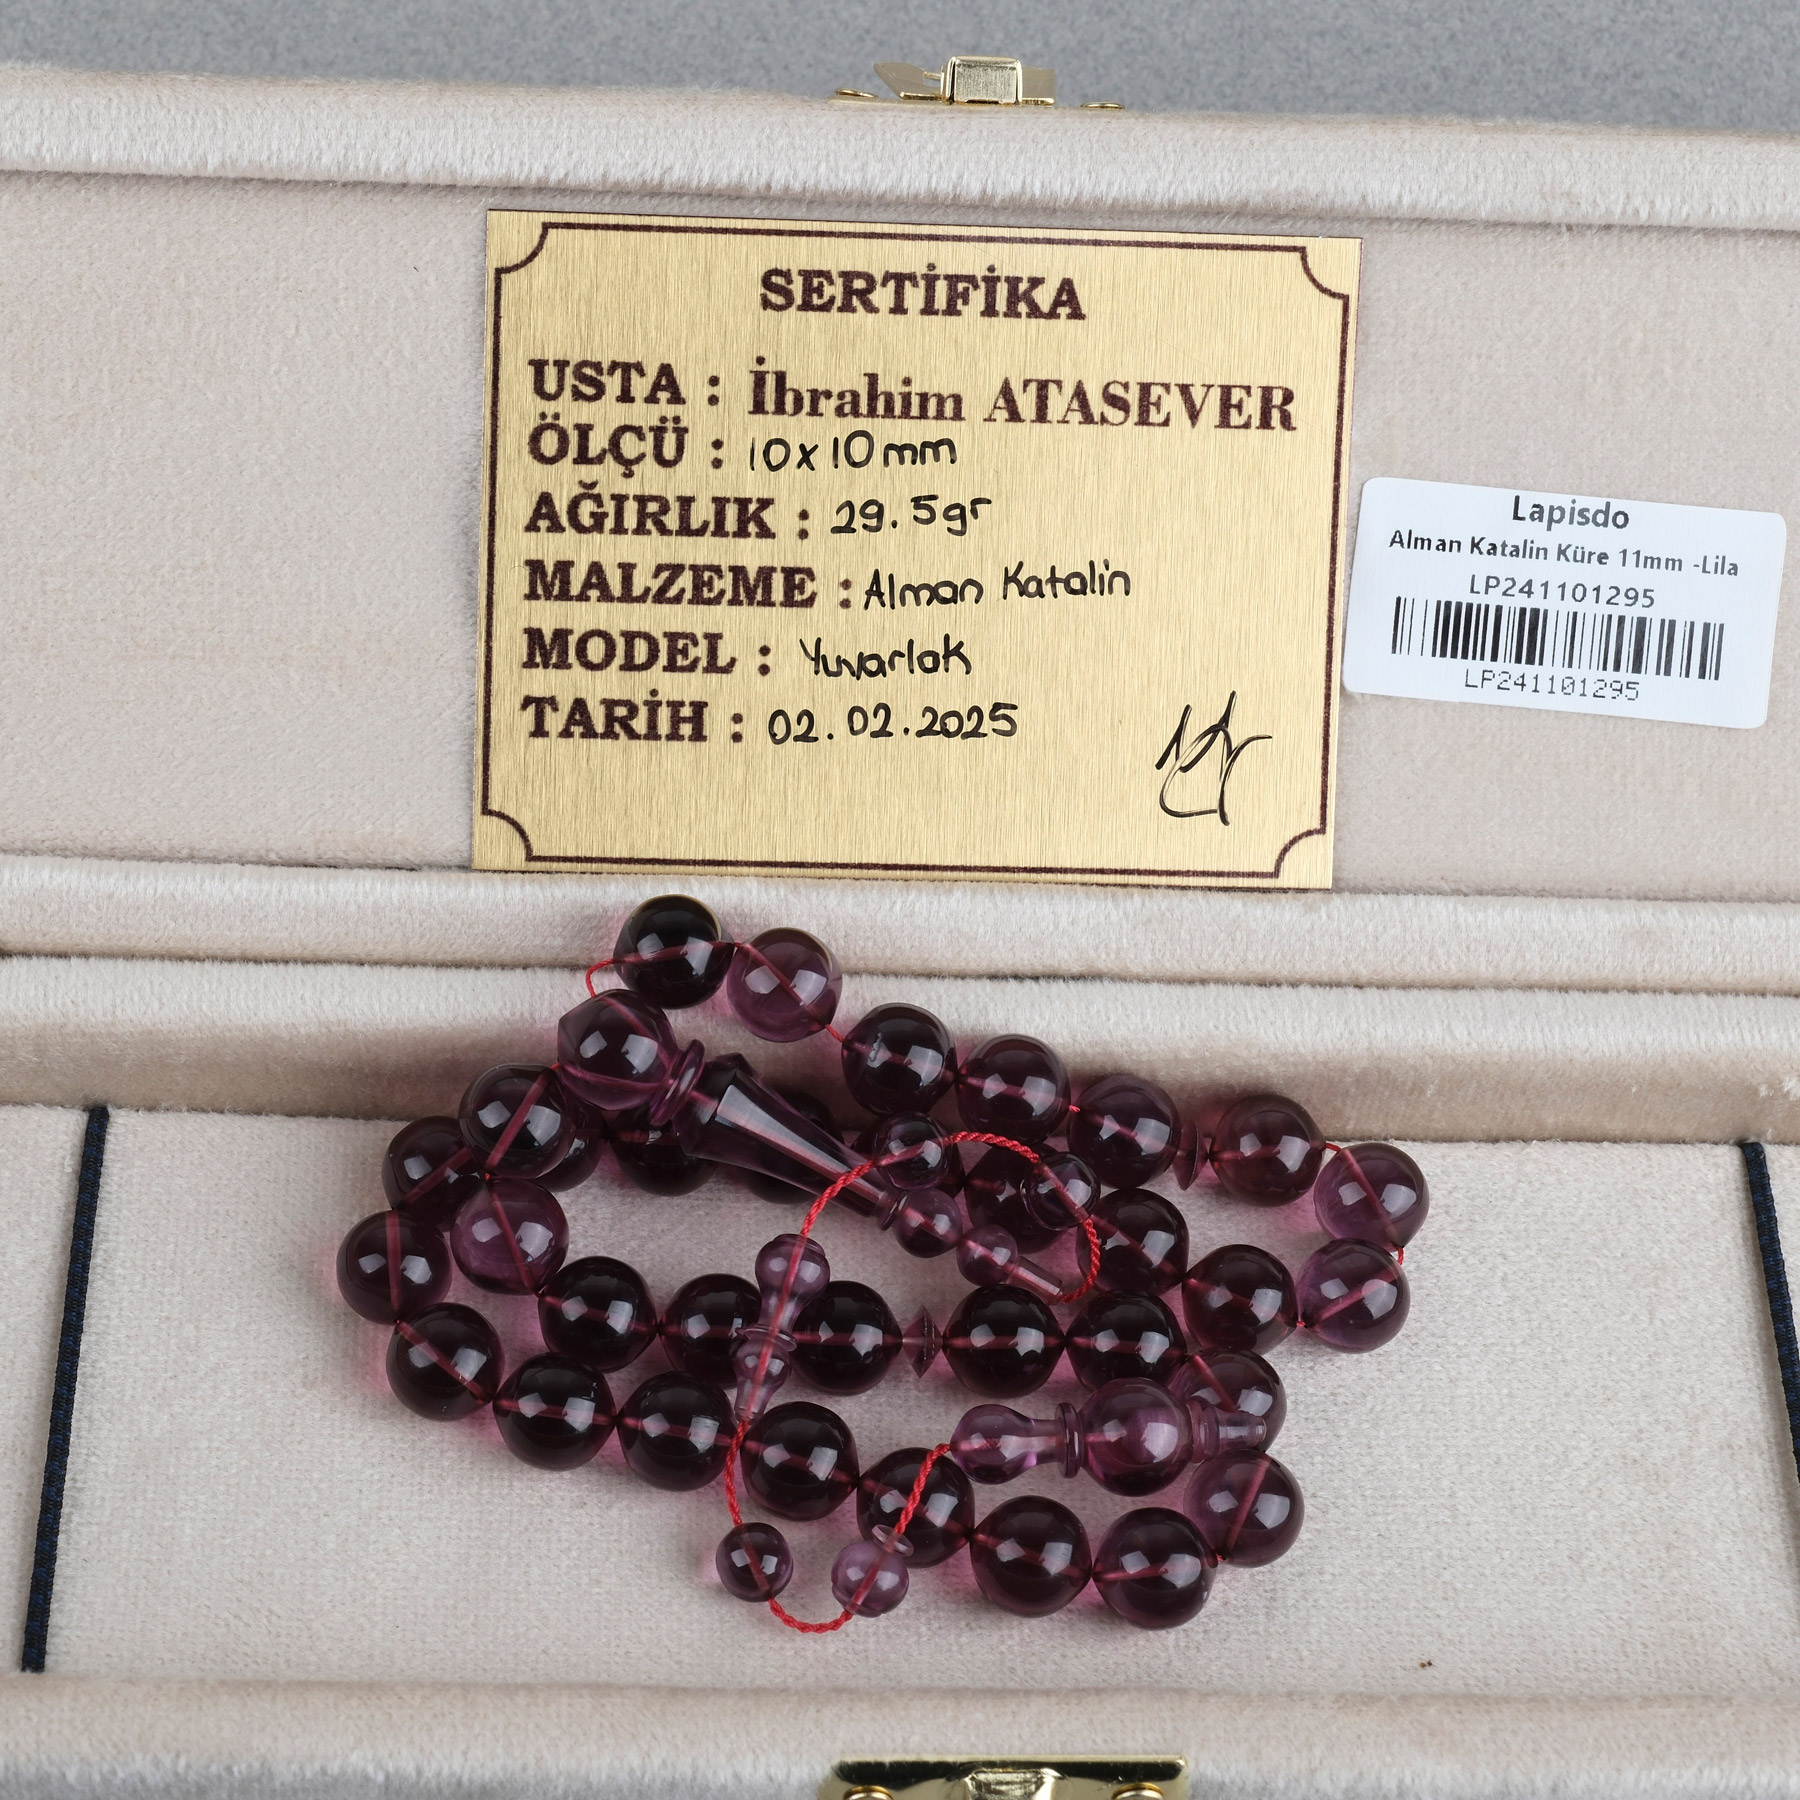 SERTİFİKA
USTA : İbrahim ATASEVER
ÖLÇÜ : 10x10mm
AĞIRLIK : 29.5gr
MALZEME : Alman Katalin
MODEL : Yuvarlak
TARİH : 02.02.2025
Lapisdo
Alman Katalin Küre 11mm -Lila
LP241101295
LP241101295